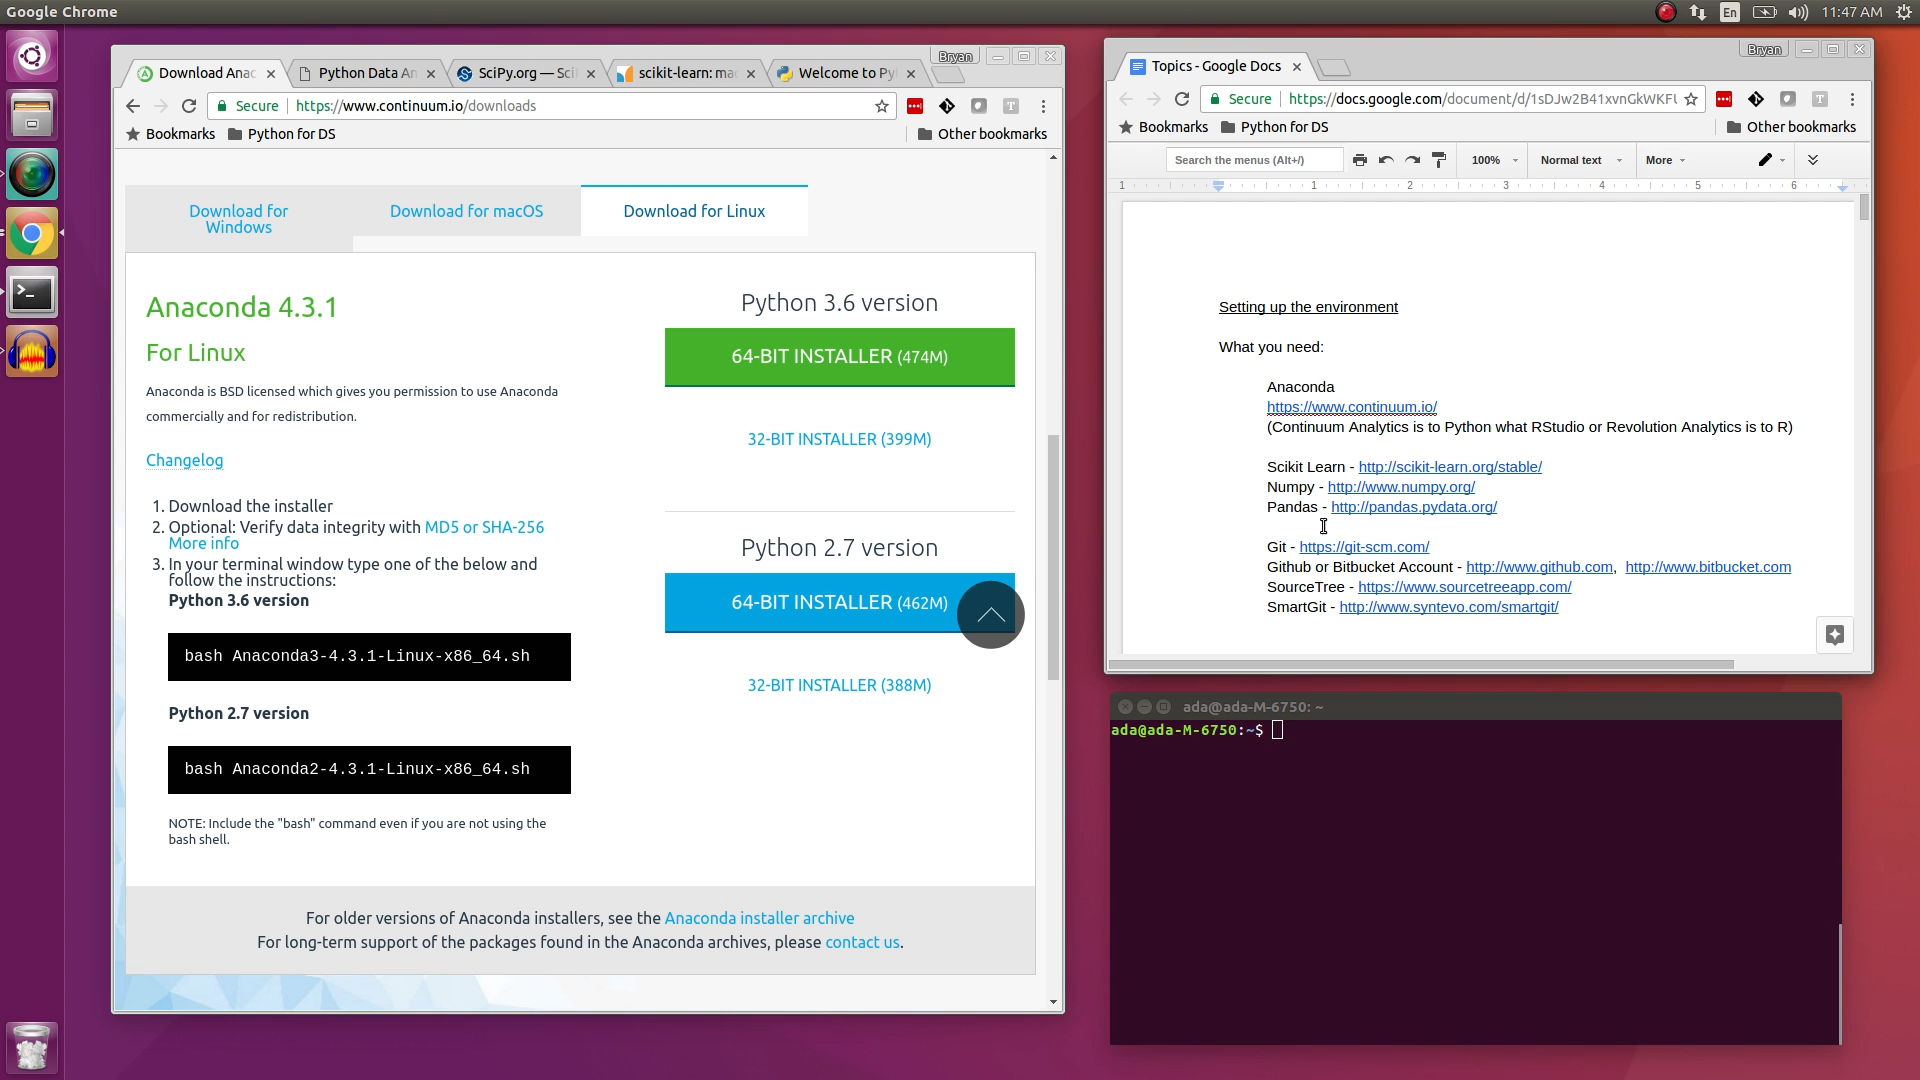 Google Chrome
En
11:47 AM
Bryan
Download Ana
Python Data An
SciPy.org — Sci
scikit-learn: ma
Welcome to Py
Secure
https://www.continuum.io/downloads
T
Bookmarks
Python for DS
Other bookmarks
Download for
Windows
Download for macOS
Download for Linux
Anaconda 4.3.1
For Linux
Anaconda is BSD licensed which gives you permission to use Anaconda
commercially and for redistribution.
Changelog
1. Download the installer
2. Optional: Verify data integrity with MD5 or SHA-256
More info
3. In your terminal window type one of the below and
follow the instructions:
Python 3.6 version
bash Anaconda3-4.3.1-Linux-x86_64.sh
Python 2.7 version
bash Anaconda2-4.3.1-Linux-x86_64.sh
NOTE: Include the "bash" command even if you are not using the
bash shell.
Python 3.6 version
64-BIT INSTALLER (474M)
32-BIT INSTALLER (399M)
Python 2.7 version
64-BIT INSTALLER (462M)
32-BIT INSTALLER (388M)
For older versions of Anaconda installers, see the Anaconda installer archive
For long-term support of the packages found in the Anaconda archives, please contact us.
Bryan
Topics - Google Docs
Secure
https://docs.google.com/document/d/1sDJw2B41xvnGkWKFU
T
Bookmarks
Python for DS
Other bookmarks
Search the menus (Alt+/)
100%
Normal text
More
1 1 2 3 4 5 6
Setting up the environment
What you need:
Anaconda
https://www.continuum.io/
(Continuum Analytics is to Python what RStudio or Revolution Analytics is to R)
Scikit Learn - http://scikit-learn.org/stable/
Numpy - http://www.numpy.org/
Pandas - http://pandas.pydata.org/
Git - https://git-scm.com/
Github or Bitbucket Account - http://www.github.com, http://www.bitbucket.com
SourceTree - https://www.sourcetreeapp.com/
SmartGit - http://www.syntevo.com/smartgit/
ada@ada-M-6750: ~
ada@ada-M-6750:~$